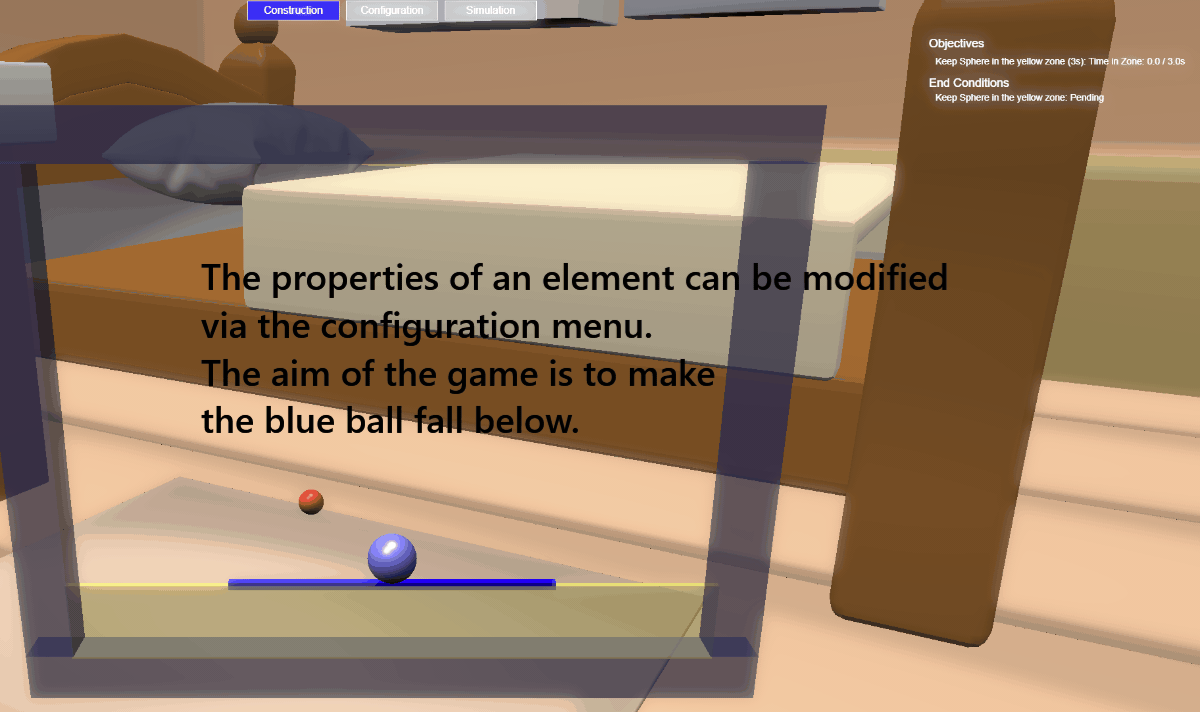 Construction
Configuration
Simulation
Objectives
Keep Sphere in the yellow zone (3s): Time in Zone: 0.0 / 3.0s
End Conditions
Keep Sphere in the yellow zone: Pending
The properties of an element can be modified
via the configuration menu.
The aim of the game is to make
the blue ball fall below.